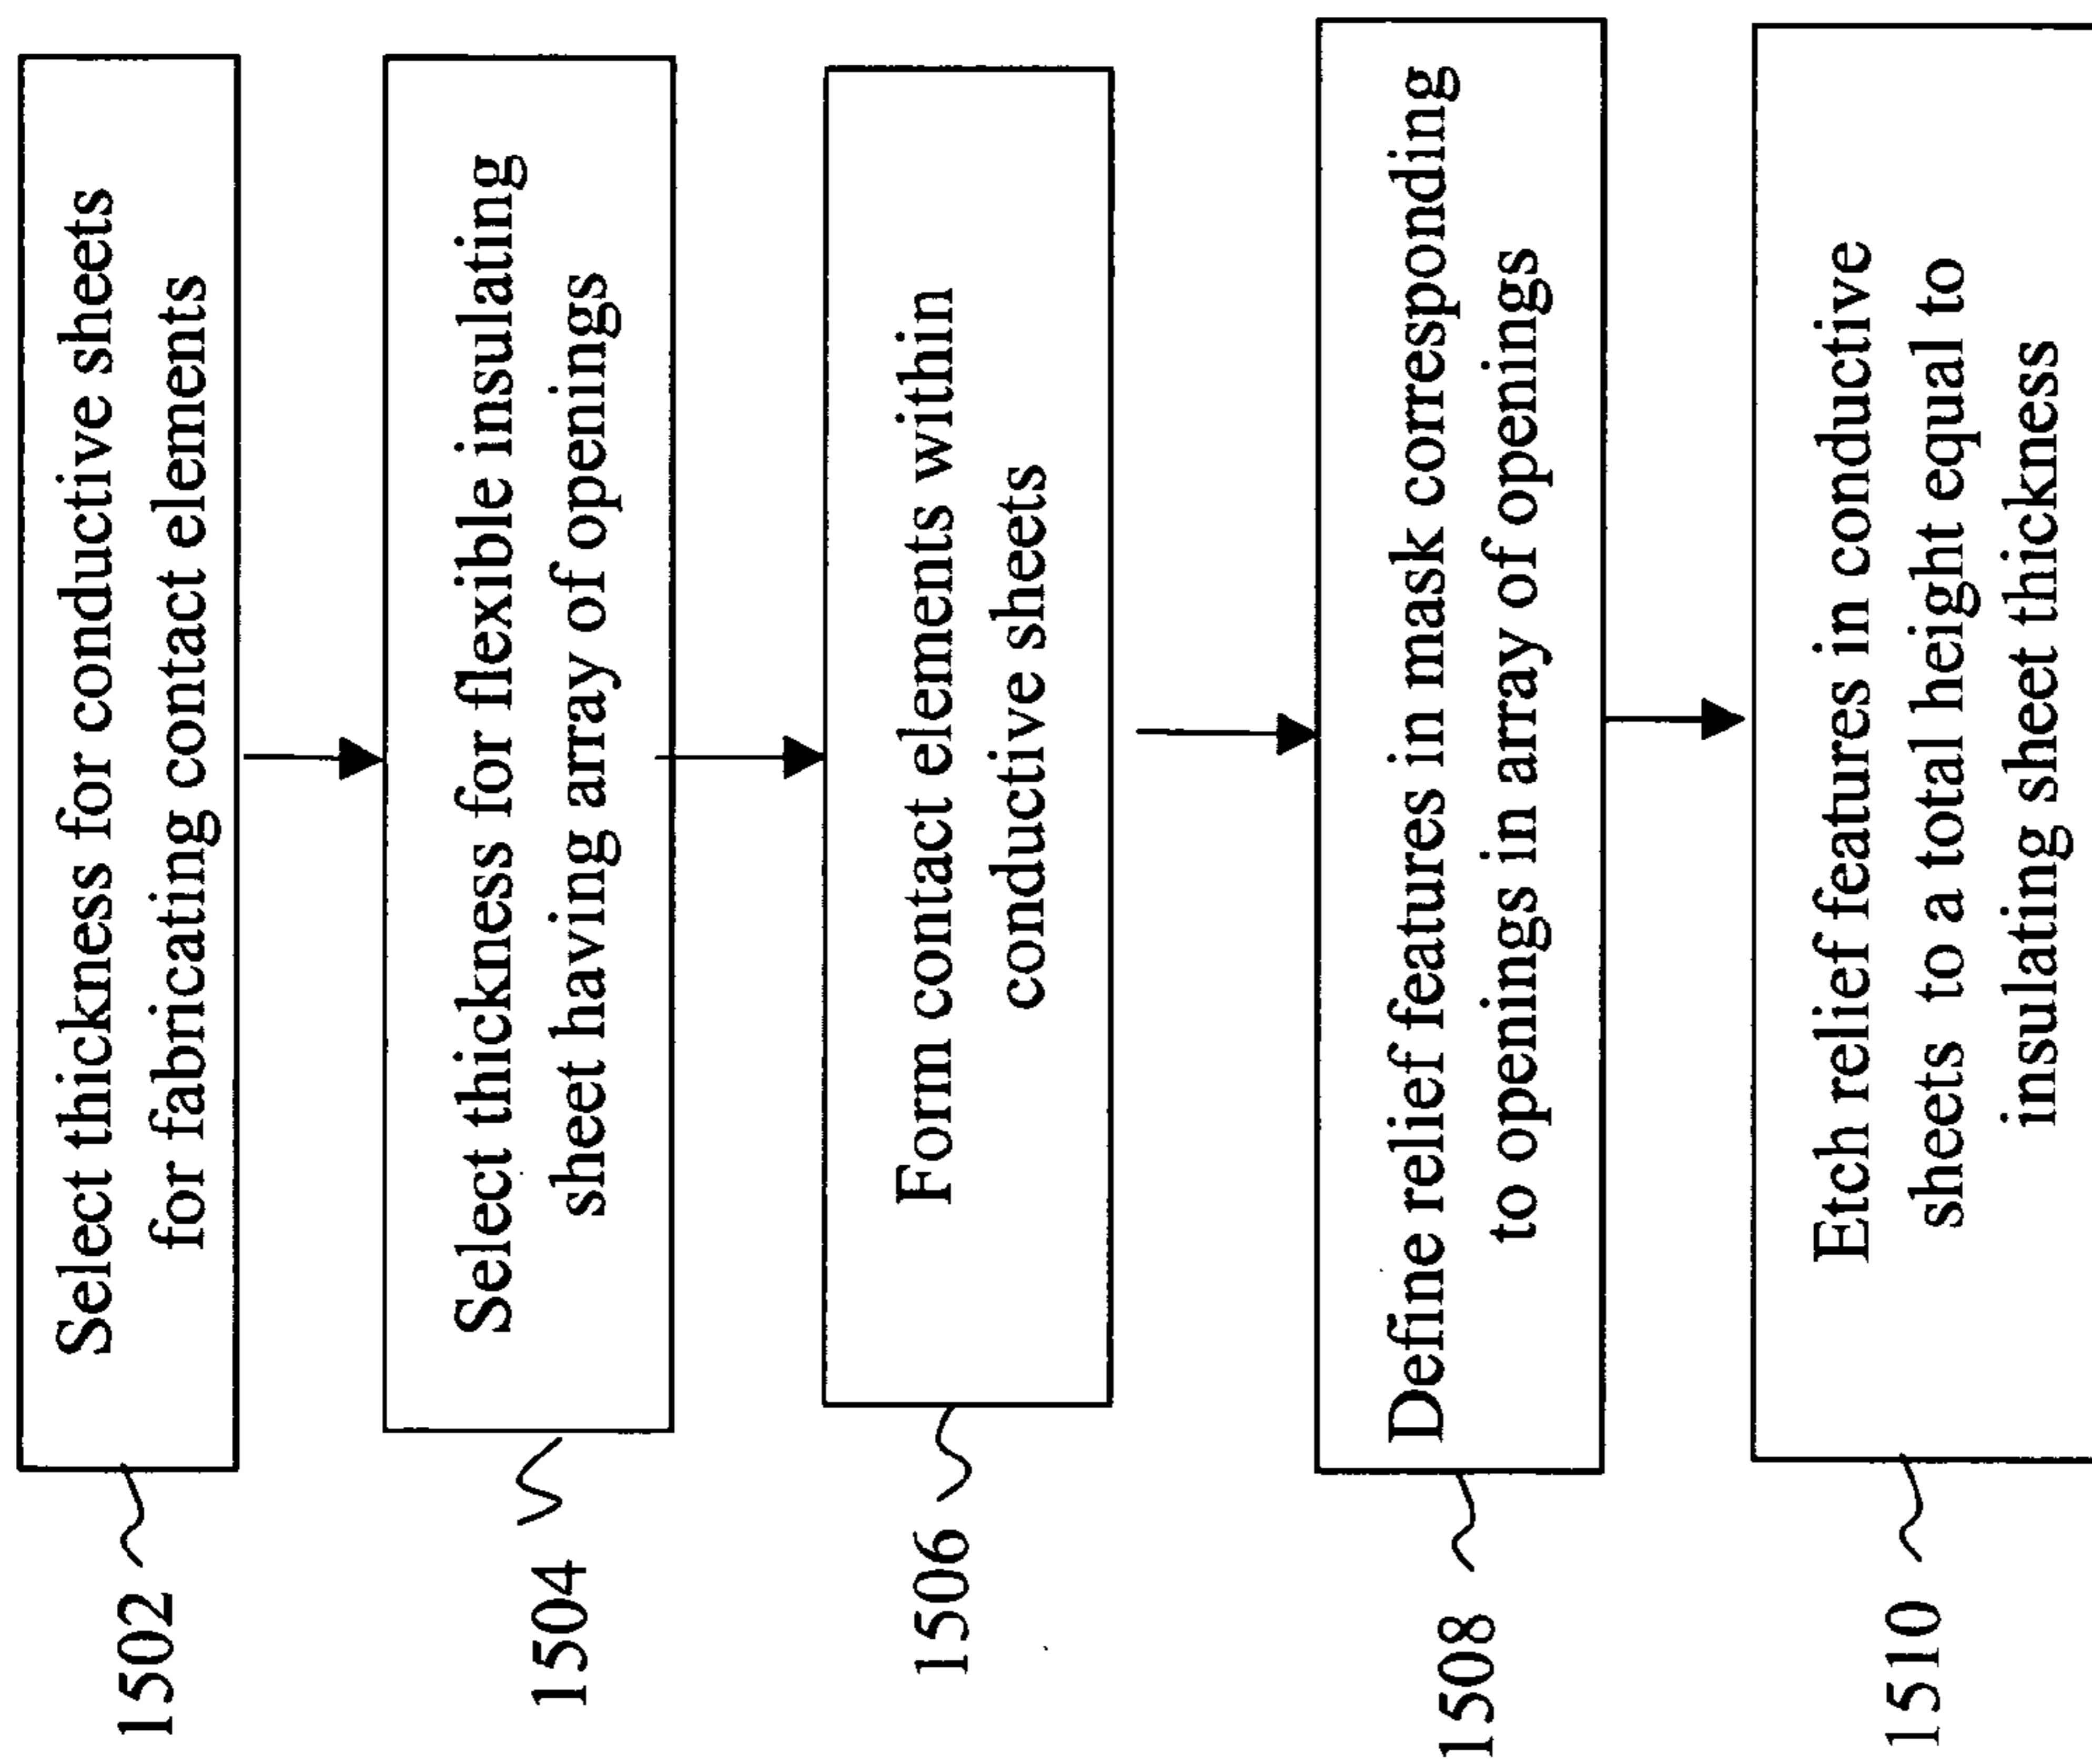 1502
Select thickness for conductive sheets
for fabricating contact elements
1504
Select thickness for flexible insulating
sheet having array of openings
1506
Form contact elements within
conductive sheets
1508
Define relief features in mask corresponding
to openings in array of openings
1510
Etch relief features in conductive
sheets to a total height equal to
insulating sheet thickness